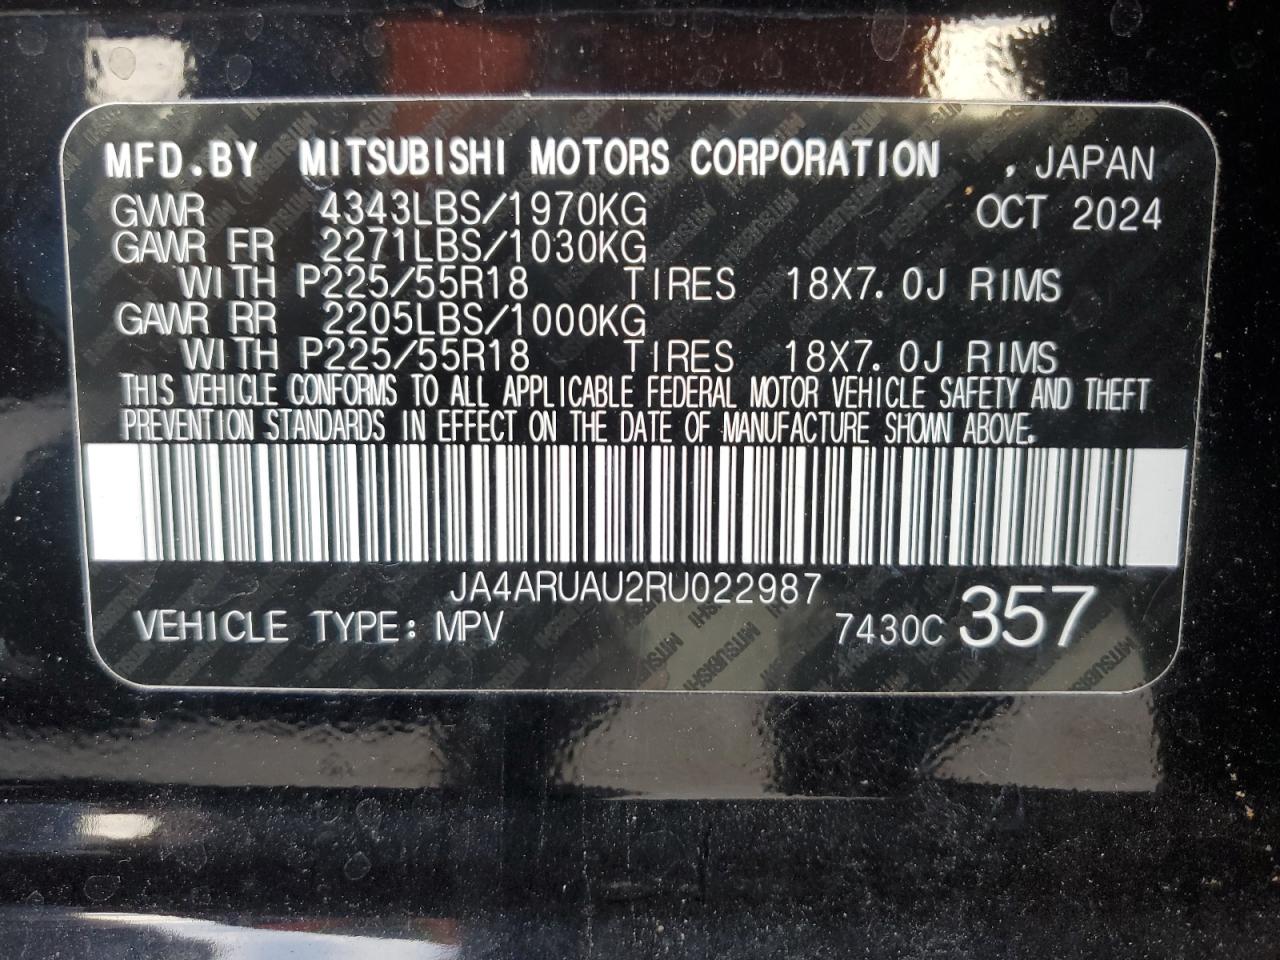 MFD.BY MITSUBISHI MOTORS CORPORATION , JAPAN
GVWR 4343LBS/1970KG OCT 2024
GAWR FR 2271LBS/1030KG
WITH P225/55R18 TIRES 18X7.0J RIMS
GAWR RR 2205LBS/1000KG
WITH P225/55R18 TIRES 18X7.0J RIMS
THIS VEHICLE CONFORMS TO ALL APPLICABLE FEDERAL MOTOR VEHICLE SAFETY AND THEFT
PREVENTION STANDARDS IN EFFECT ON THE DATE OF MANUFACTURE SHOWN ABOVE.
JA4ARUAU2RU022987
VEHICLE TYPE: MPV 7430C 357